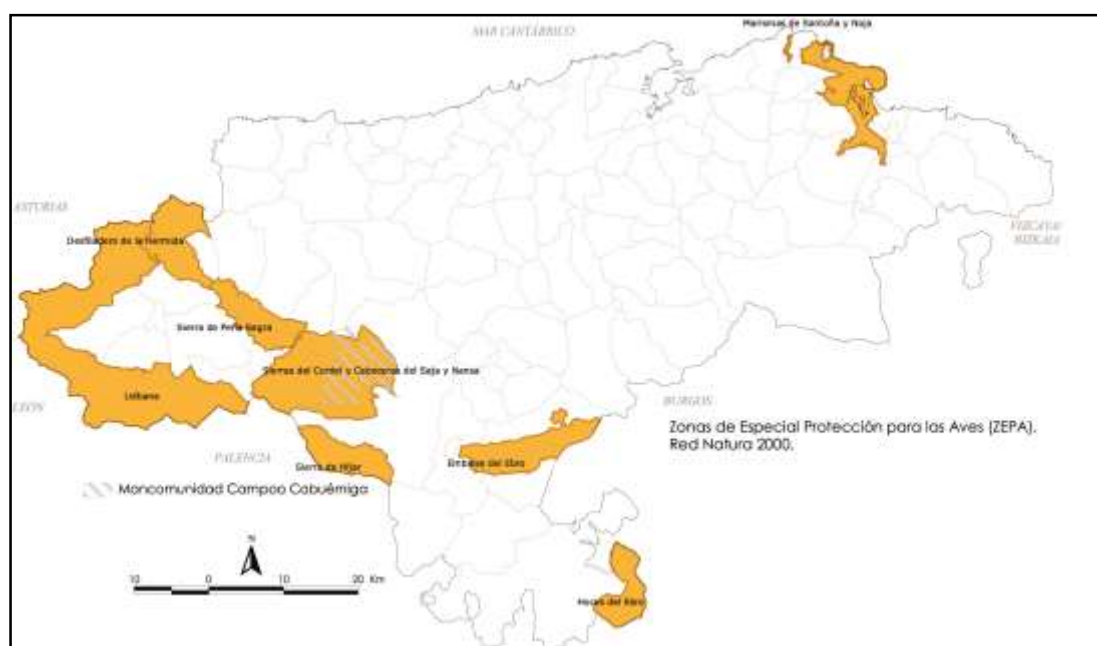 Marismas de Santoña y Noja
MAR CANTÁBRICO
ASTURIAS
Desfiladero de la Hermida
VIZCAYA/
BIZKAIA
Sierra de Peña Sagra
Sierras del Cordel y Cabeceras del Saja y Nansa
Liébana
LEÓN
BURGOS
Zonas de Especial Protección para las Aves (ZEPA).
Red Natura 2000.
PALENCIA
Sierra de Híjar
Embalse del Ebro
Mancomunidad Campoo Cabuérniga
N
10 0 10 20 Km
Hoces del Ebro